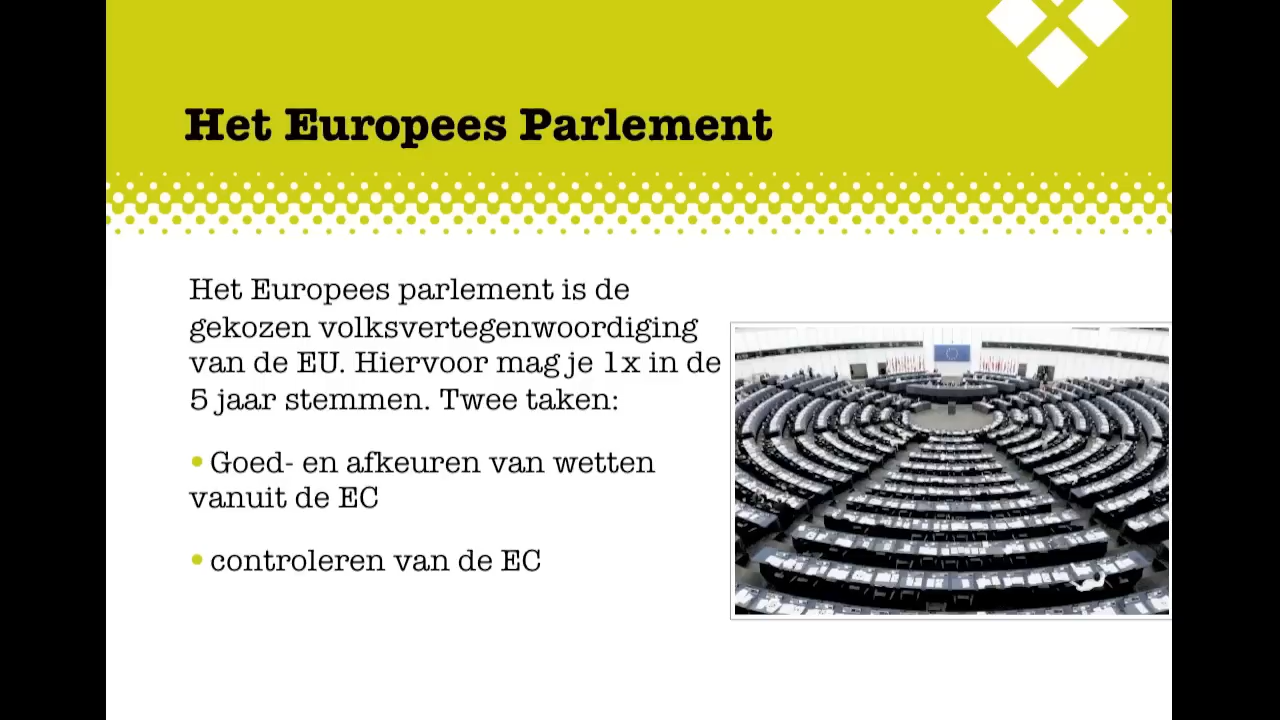 Het Europees Parlement
Het Europees parlement is de
gekozen volksvertegenwoordiging
van de EU. Hiervoor mag je 1x in de
5 jaar stemmen. Twee taken:
• Goed- en afkeuren van wetten
vanuit de EC
• controleren van de EC